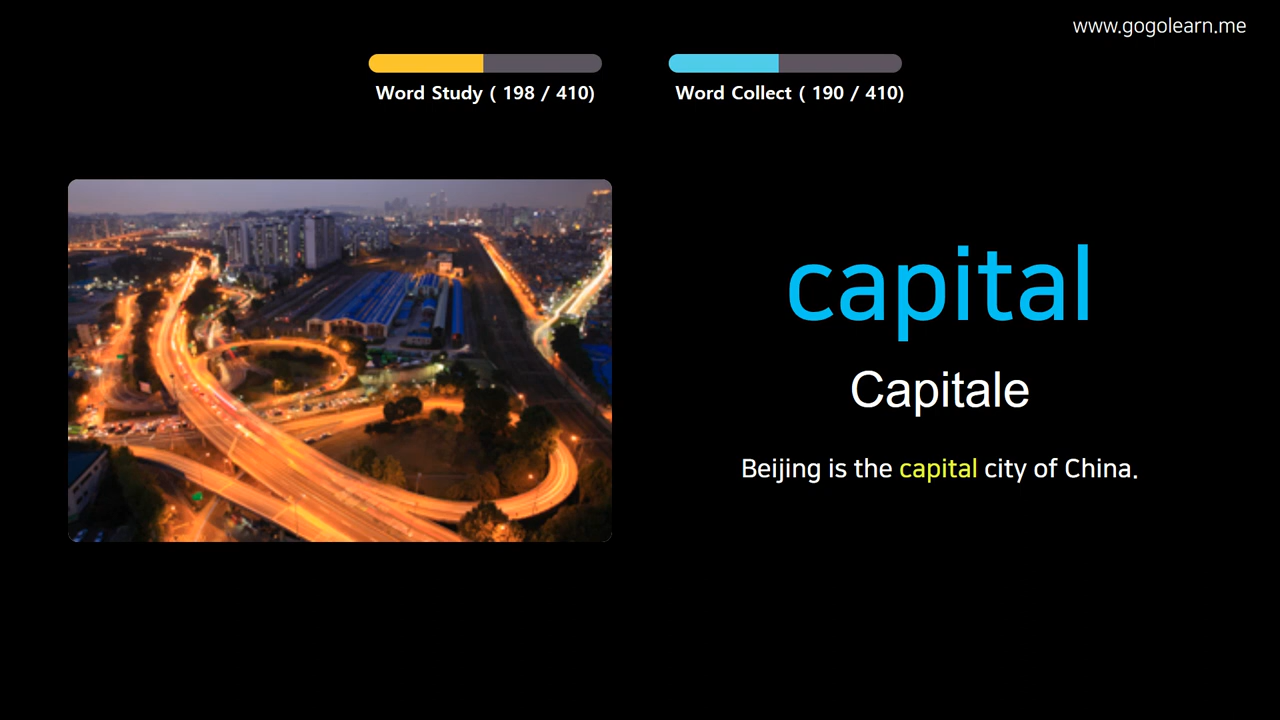 www.gogolearn.me
Word Study ( 198 / 410)
Word Collect ( 190 / 410)
capital
Capitale
Beijing is the capital city of China.